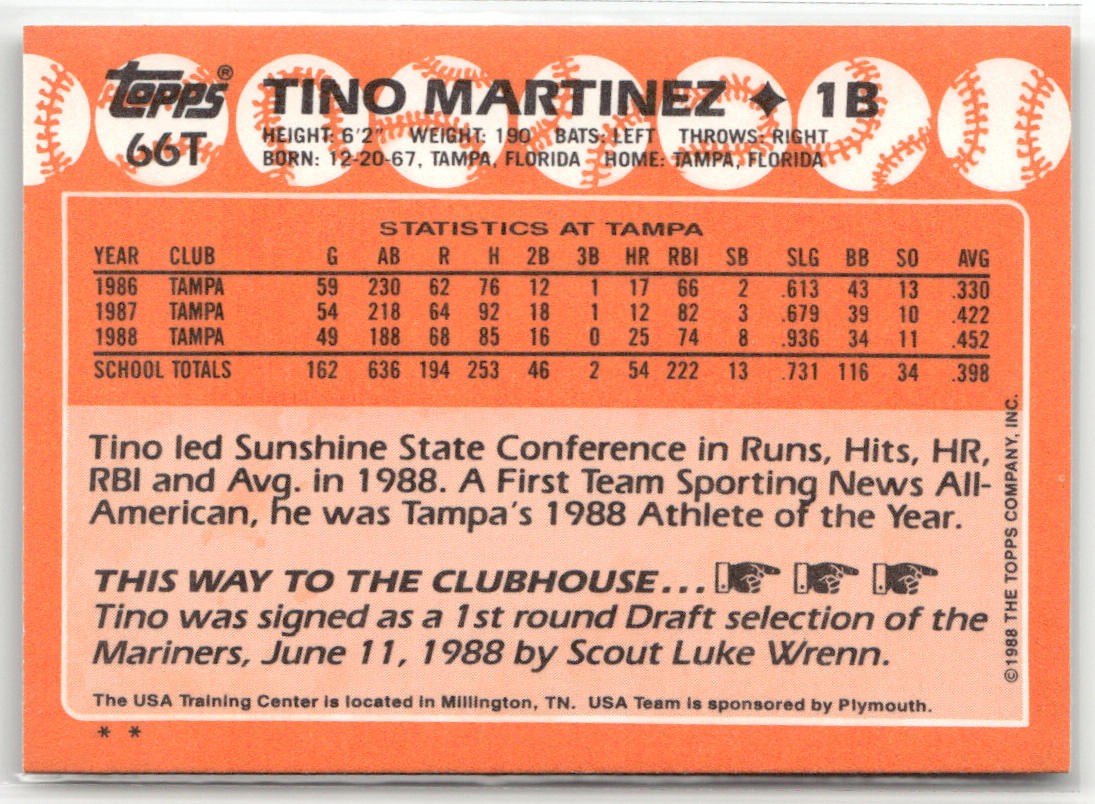 topps®
66T
TINO MARTINEZ ✦ 1B
HEIGHT: 6'2" WEIGHT: 190 BATS: LEFT THROWS: RIGHT
BORN: 12-20-67, TAMPA, FLORIDA HOME: TAMPA, FLORIDA
STATISTICS AT TAMPA
YEAR CLUB G AB R H 2B 3B HR RBI SB SLG BB SO AVG
1986 TAMPA 59 230 62 76 12 1 17 66 2 .613 43 13 .330
1987 TAMPA 54 218 64 92 18 1 12 82 3 .679 39 10 .422
1988 TAMPA 49 188 68 85 16 0 25 74 8 .936 34 11 .452
SCHOOL TOTALS 162 636 194 253 46 2 54 222 13 .731 116 34 .398
Tino led Sunshine State Conference in Runs, Hits, HR,
RBI and Avg. in 1988. A First Team Sporting News All-
American, he was Tampa's 1988 Athlete of the Year.
THIS WAY TO THE CLUBHOUSE...
Tino was signed as a 1st round Draft selection of the
Mariners, June 11, 1988 by Scout Luke Wrenn.
The USA Training Center is located in Millington, TN. USA Team is sponsored by Plymouth.
* *
©1988 THE TOPPS COMPANY, INC.